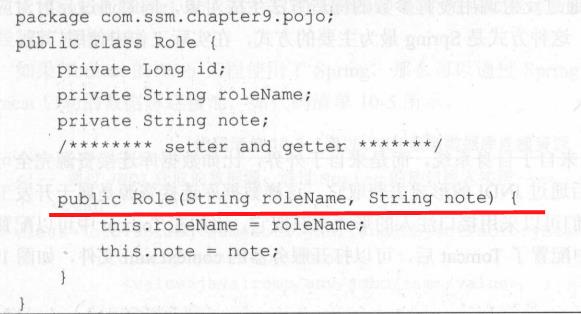 package com.ssm.chapter9.pojo;
public class Role {
private Long id;
private String roleName;
private String note;
/******** setter and getter *******/
public Role(String roleName, String note) {
this.roleName = roleName;
this.note = note;
}
}